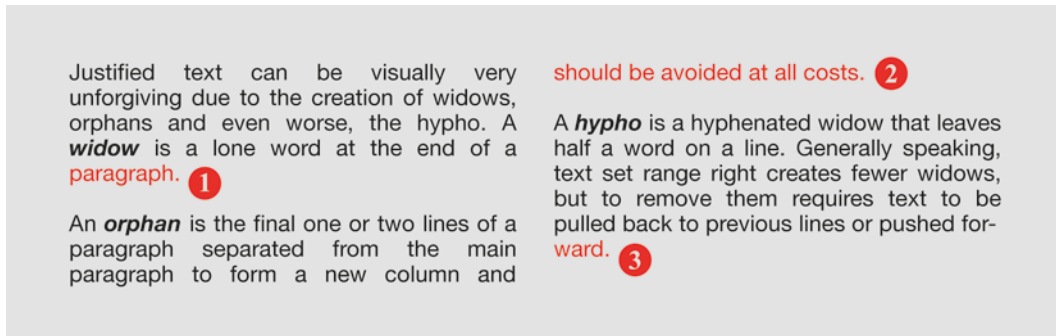 Justified text can be visually very
unforgiving due to the creation of widows,
orphans and even worse, the hypho. A
widow is a lone word at the end of a
paragraph. 1
An orphan is the final one or two lines of a
paragraph separated from the main
paragraph to form a new column and
should be avoided at all costs. 2
A hypho is a hyphenated widow that leaves
half a word on a line. Generally speaking,
text set range right creates fewer widows,
but to remove them requires text to be
pulled back to previous lines or pushed for-
ward. 3